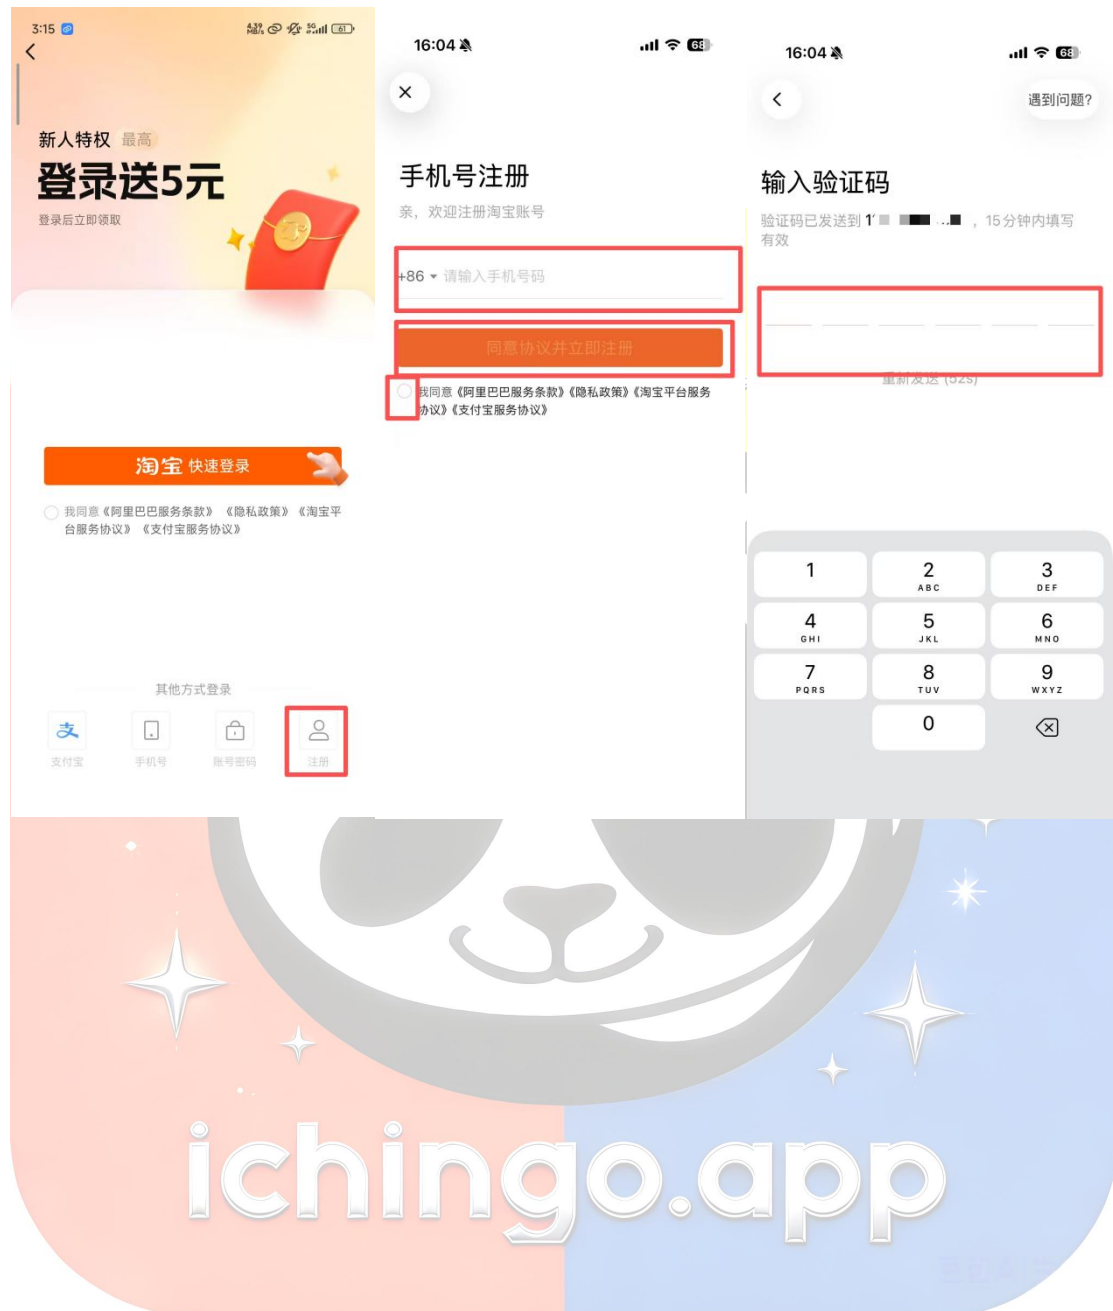 3:15
4.39
MB/s
5G
61
新人特权 最高
登录送5元
登录后立即领取
淘宝 快速登录
我同意《阿里巴巴服务条款》 《隐私政策》 《淘宝平
台服务协议》 《支付宝服务协议》
其他方式登录
支
支付宝
手机号
账号密码
注册
16:04
68
手机号注册
亲，欢迎注册淘宝账号
+86 请输入手机号码
同意协议并立即注册
我同意《阿里巴巴服务条款》《隐私政策》《淘宝平台服务
协议》《支付宝服务协议》
16:04
68
遇到问题?
输入验证码
验证码已发送到 1 ，15分钟内填写
有效
重新发送 (52s)
1
2
ABC
3
DEF
4
GHI
5
JKL
6
MNO
7
PQRS
8
TUV
9
WXYZ
0
ichingo.app